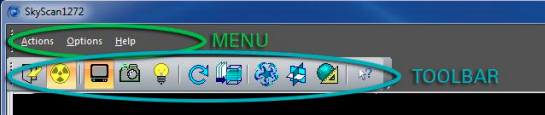 SkyScan1272
Actions Options Help MENU
TOOLBAR